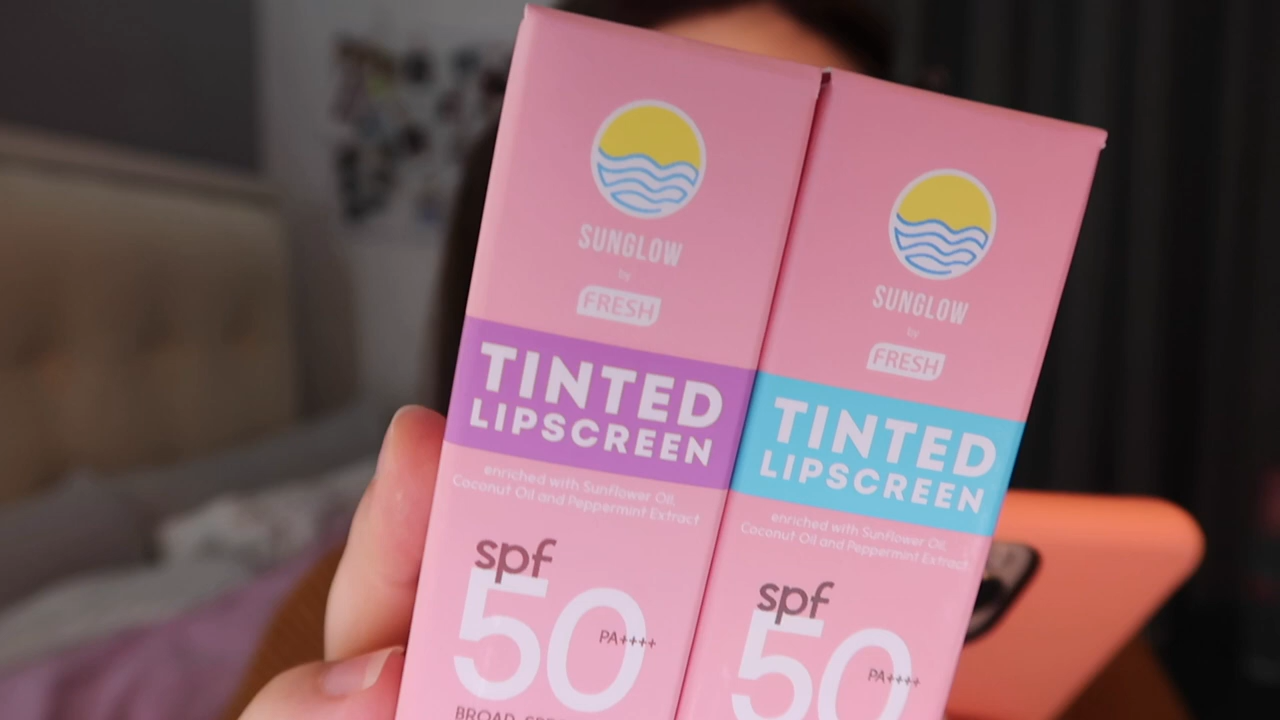 SUNGLOW
by
FRESH
TINTED
LIPSCREEN
enriched with Sunflower Oil,
Coconut Oil and Peppermint Extract
spf
50
PA++++
BROAD
SUNGLOW
by
FRESH
TINTED
LIPSCREEN
enriched with Sunflower Oil,
Coconut Oil and Peppermint Extract
spf
50
PA++++